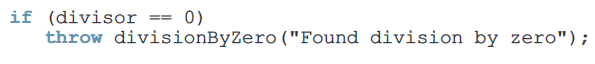 if (divisor == 0)
throw divisionByZero("Found division by zero");